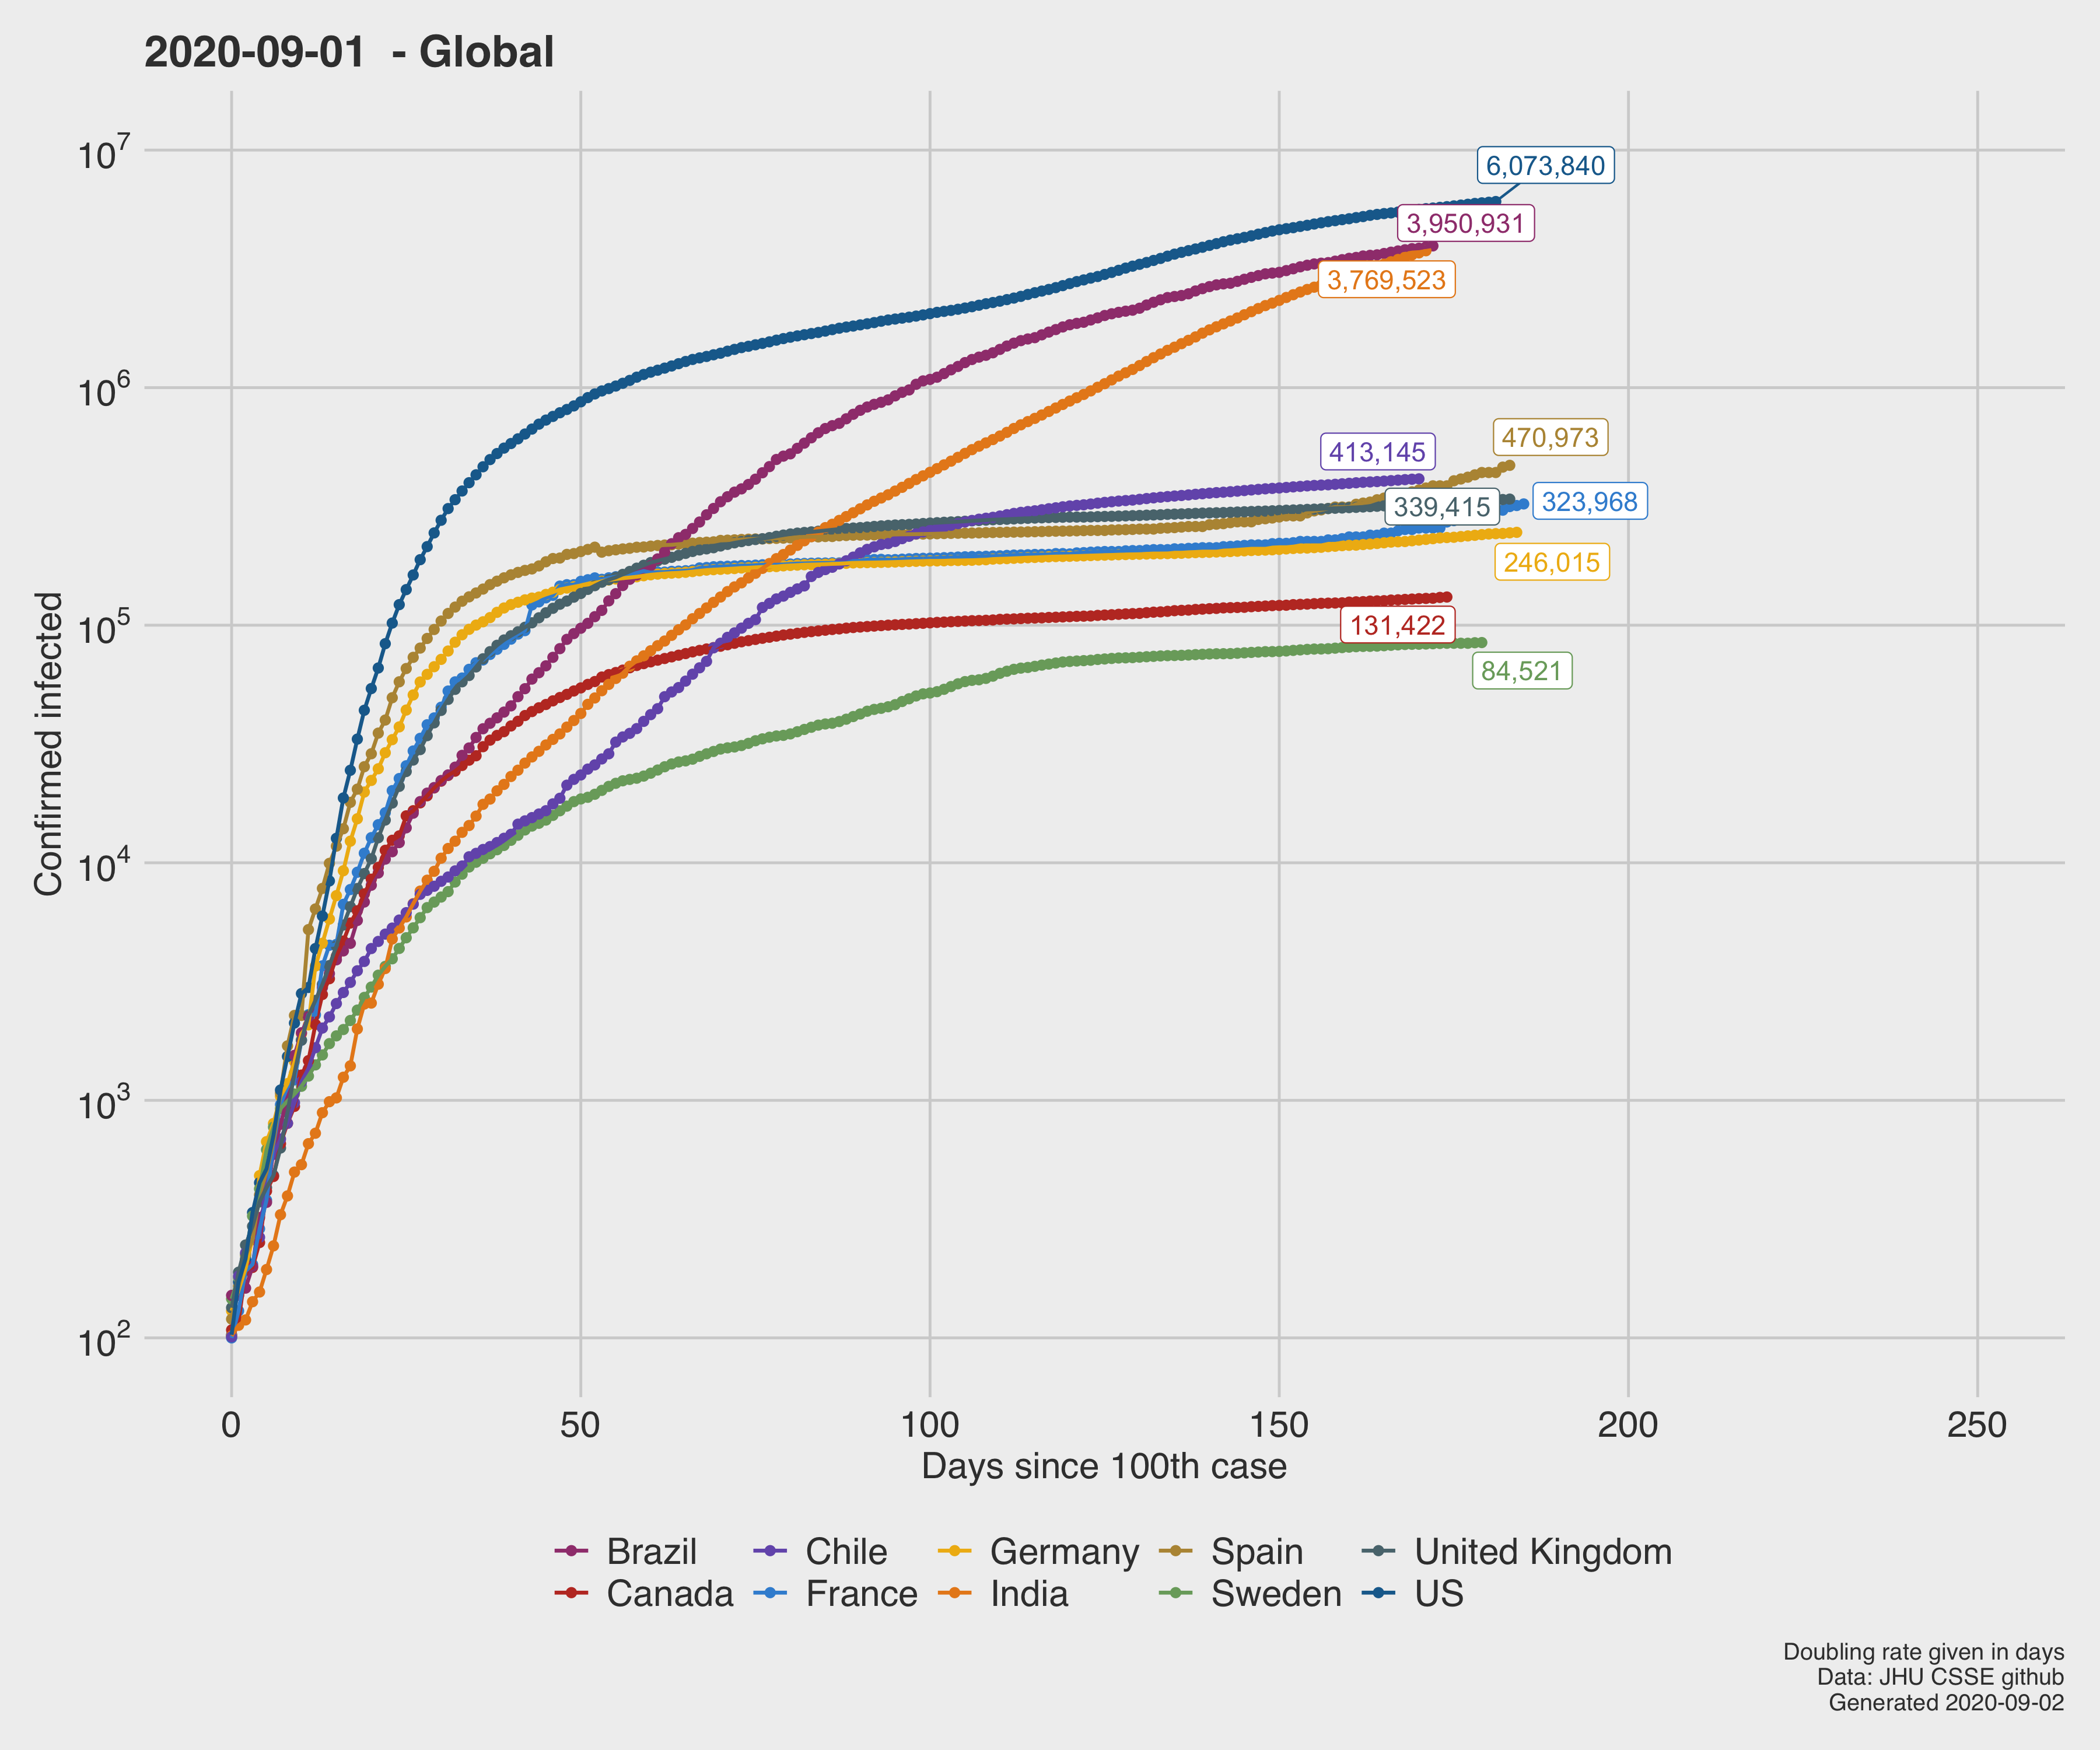 2020-09-01 - Global
Confirmed infected
10^7
10^6
10^5
10^4
10^3
10^2
6,073,840
3,950,931
3,769,523
470,973
413,145
339,415
323,968
246,015
131,422
84,521
0 50 100 150 200 250
Days since 100th case
Brazil Chile Germany Spain United Kingdom
Canada France India Sweden US
Doubling rate given in days
Data: JHU CSSE github
Generated 2020-09-02